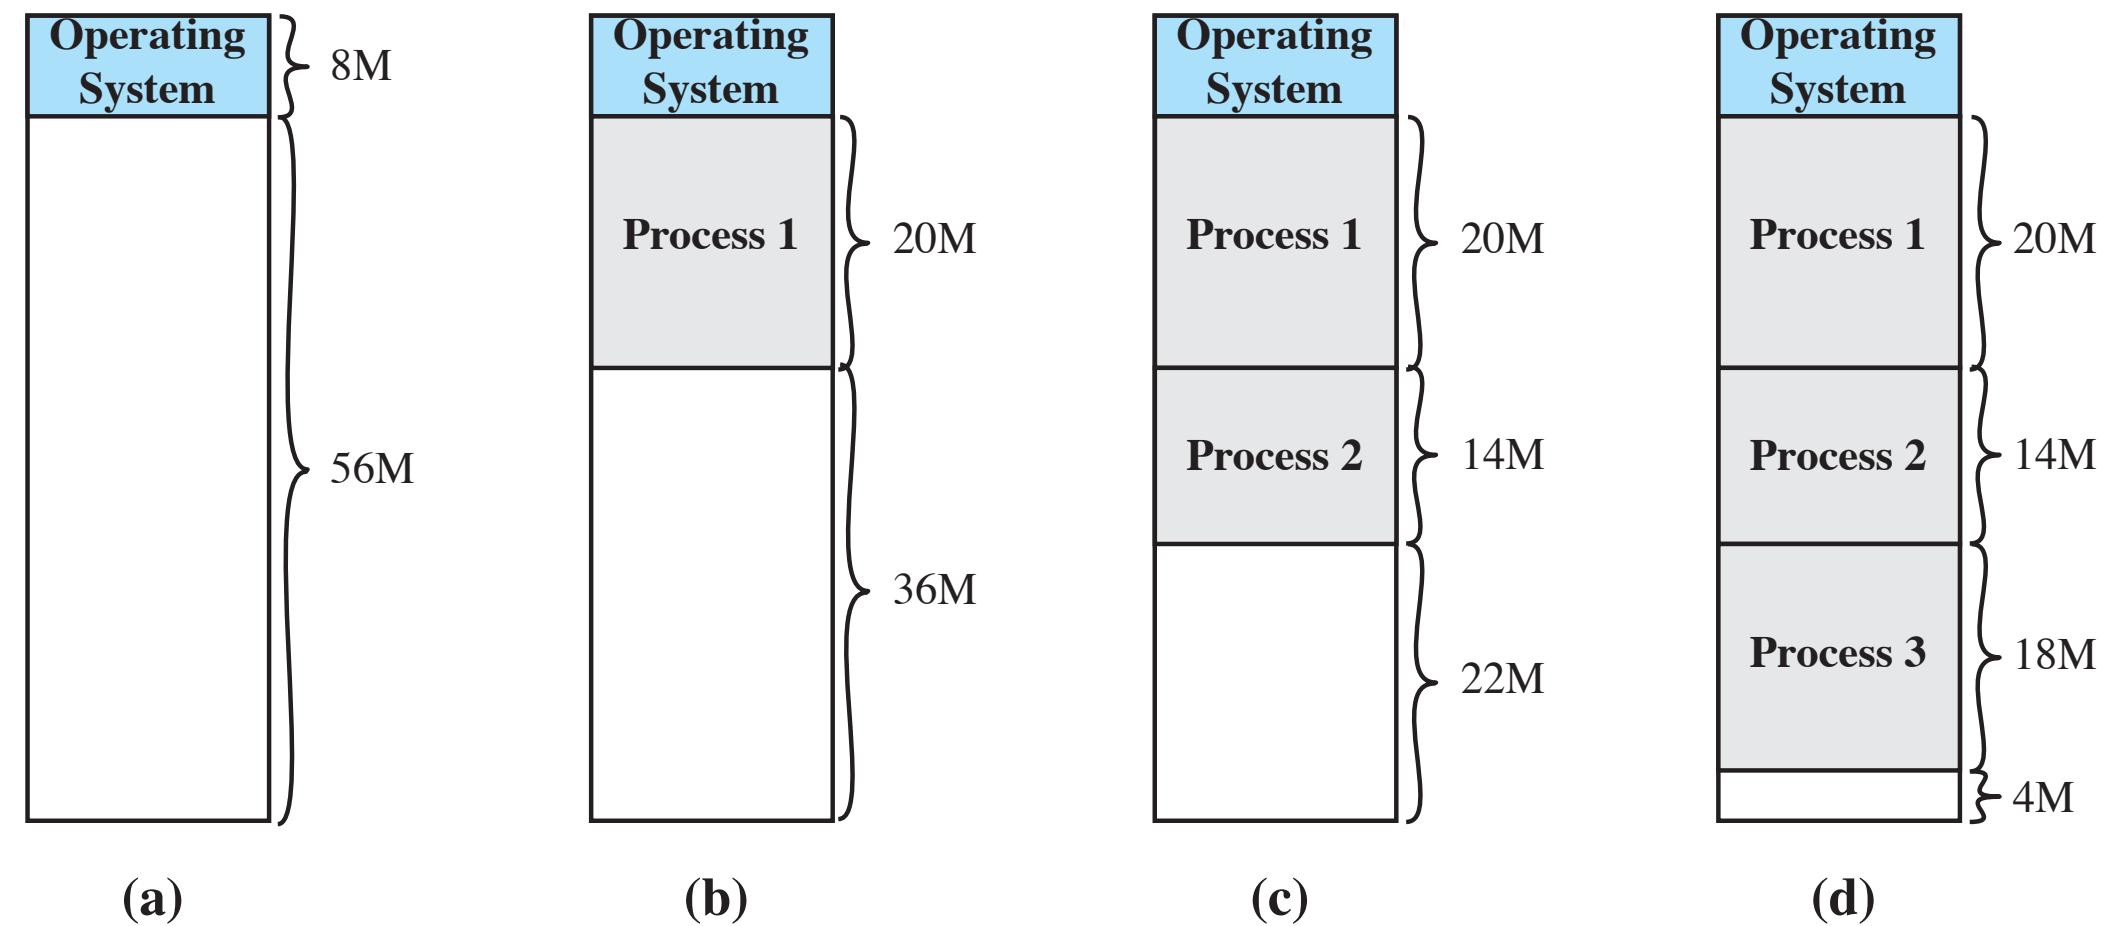 Operating
System
8M
56M
(a)
Operating
System
Process 1
20M
36M
(b)
Operating
System
Process 1
20M
Process 2
14M
22M
(c)
Operating
System
Process 1
20M
Process 2
14M
Process 3
18M
4M
(d)